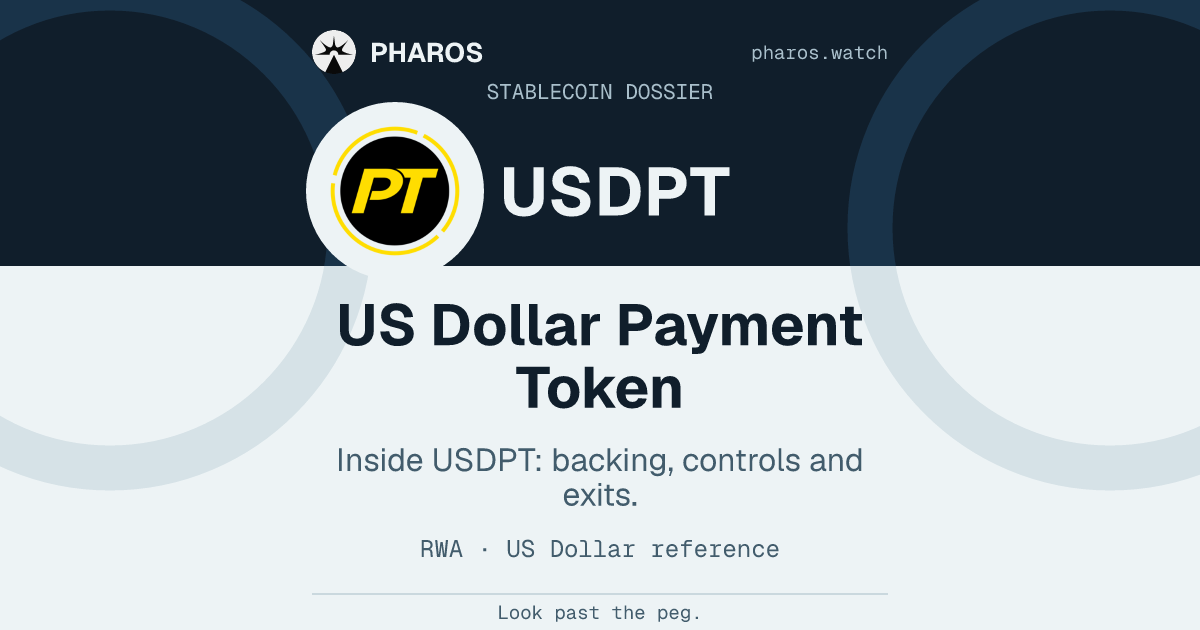 PHAROS
pharos.watch
STABLECOIN DOSSIER
PT
USDPT
US Dollar Payment
Token
Inside USDPT: backing, controls and
exits.
RWA · US Dollar reference
Look past the peg.